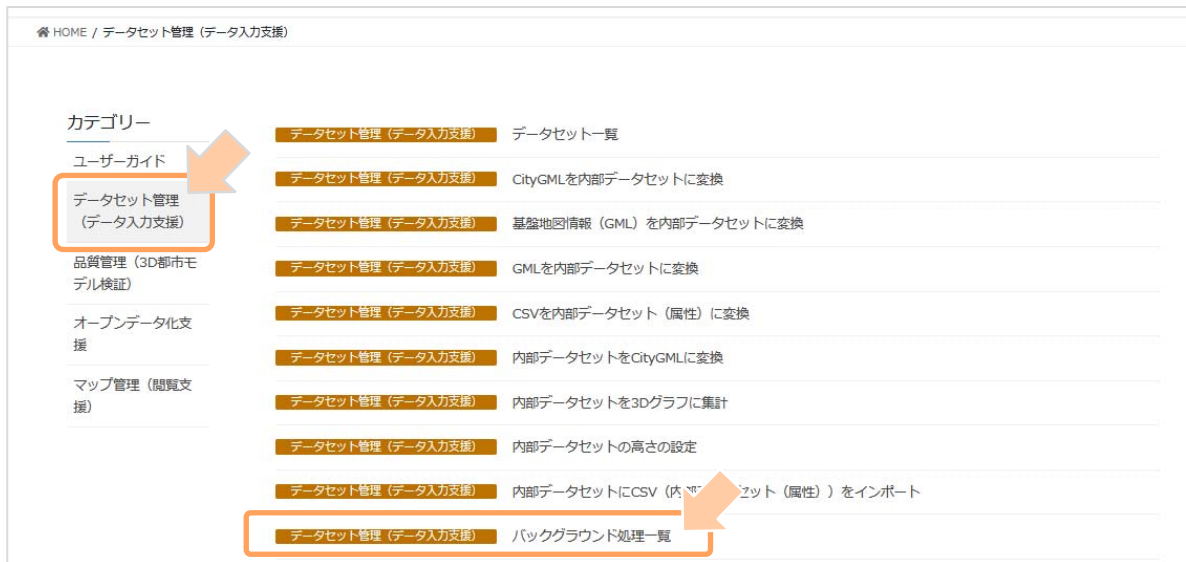 HOME / データセット管理（データ入力支援）
カテゴリー
ユーザーガイド
データセット管理
（データ入力支援）
品質管理（3D都市モ
デル検証）
オープンデータ化支
援
マップ管理（閲覧支
援）
データセット管理（データ入力支援） データセット一覧
データセット管理（データ入力支援） CityGMLを内部データセットに変換
データセット管理（データ入力支援） 基盤地図情報（GML）を内部データセットに変換
データセット管理（データ入力支援） GMLを内部データセットに変換
データセット管理（データ入力支援） CSVを内部データセット（属性）に変換
データセット管理（データ入力支援） 内部データセットをCityGMLに変換
データセット管理（データ入力支援） 内部データセットを3Dグラフに集計
データセット管理（データ入力支援） 内部データセットの高さの設定
データセット管理（データ入力支援） 内部データセットにCSV（内部 セット（属性））をインポート
データセット管理（データ入力支援） バックグラウンド処理一覧